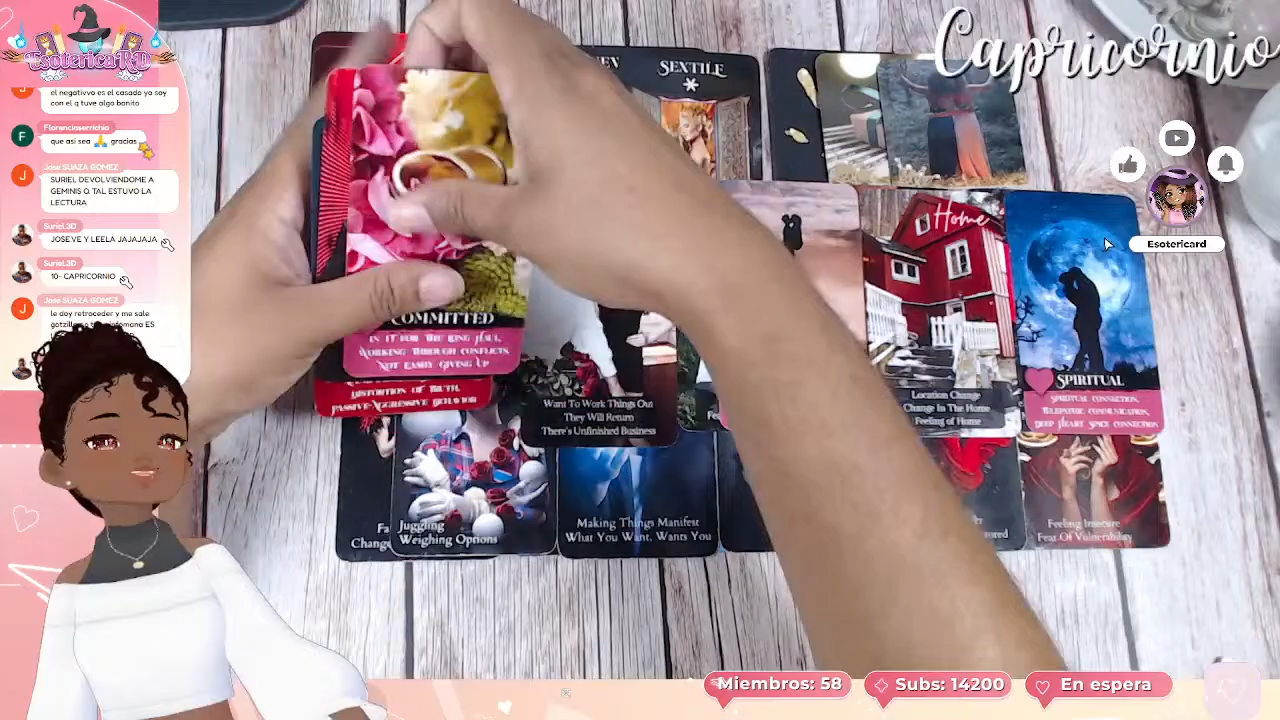 EsotericaRD
el negativvo es el casado ya soy
con el q tuve algo bonito
Florencioserrichio
que asi sea 🙏 gracias
Jose SUAZA GOMEZ
SURIEL DEVOLVIENDOME A
GEMINIS Q TAL ESTUVO LA
LECTURA
Suriel.3D
JOSEVE Y LEELA JAJAJAJA
Suriel.3D
10- CAPRICORNIO
Jose SUAZA GOMEZ
le doy retroceder y me sale
Capricornio
Esotericard
SEXTILE
Home
COMMITTED
IN IT FOR THE LONG HAUL,
WORKING THROUGH CONFLICTS,
NOT EASILY GIVING UP
DISTORTION OF TRUTH,
PASSIVE-AGGRESSIVE BEHAVIOR
Want To Work Things Out
They Will Return
There's Unfinished Business
Location Change
Change In The Home
Feeling of Home
SPIRITUAL
SPIRITUAL CONNECTION,
TELEPATHIC COMMUNICATION,
DEEP HEART SPACE CONNECTION
Juggling
Weighing Options
Making Things Manifest
What You Want, Wants You
Feeling Insecure
Fear Of Vulnerability
Miembros: 58
Subs: 14200
En espera